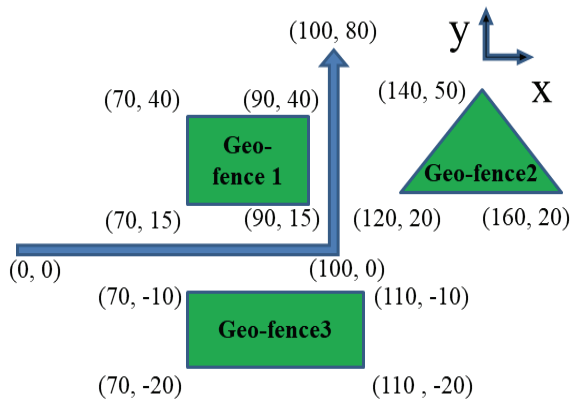 (100, 80)
y
x
(70, 40)
(90, 40)
(140, 50)
Geo-
fence 1
Geo-fence2
(70, 15)
(90, 15)
(120, 20)
(160, 20)
(0, 0)
(100, 0)
(70, -10)
(110, -10)
Geo-fence3
(70, -20)
(110 , -20)